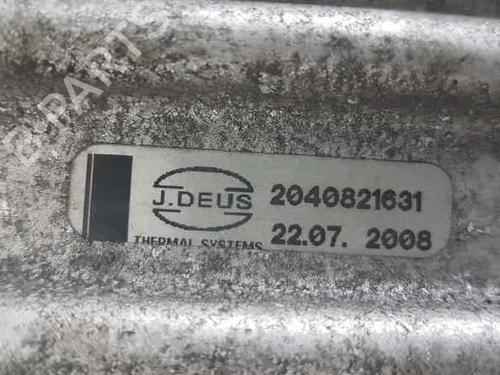 B-PARTS
J.DEUS 2040821631
THERMAL SYSTEMS 22.07. 2008